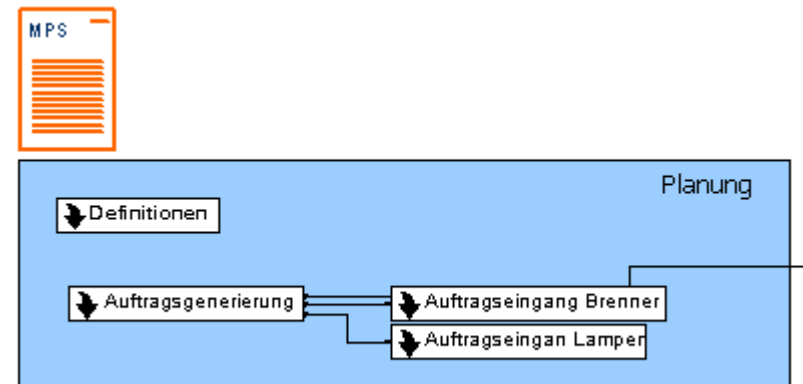 MPS
Planung
Definitionen
Auftragsgenerierung
Auftragseingang Brenner
Auftragseingan Lamper